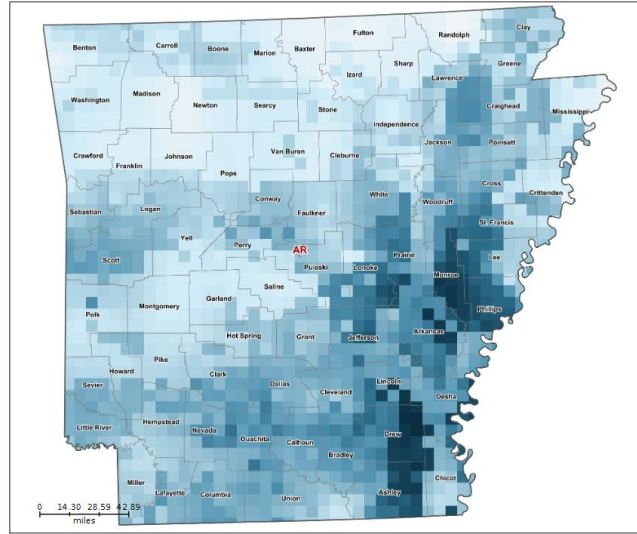 Clay
Fulton
Randolph
Benton
Carroll
Boone
Marion
Baxter
Sharp
Greene
Izard
Lawrence
Washington
Madison
Newton
Searcy
Stone
Craighead
Mississippi
Independence
Jackson
Poinsatt
Crawford
Franklin
Johnson
Van Buren
Cleburne
Pope
Cross
Crittenden
Sebastian
Logan
Conway
Faulkner
White
Woodruff
St. Francis
Yell
Perry
AR
Prairie
Scott
Pulaski
Lonoke
Monroe
Lee
Saline
Polk
Montgomery
Garland
Phillips
Hot Spring
Grant
Jefferson
Arkansas
Pike
Howard
Clark
Sevier
Dallas
Cleveland
Lincoln
Desha
Little River
Hempstead
Nevada
Ouachita
Calhoun
Drew
Bradley
Miller
Lafayette
Columbia
Union
Ashley
Chicot
0 14.30 28.59 42.89
miles